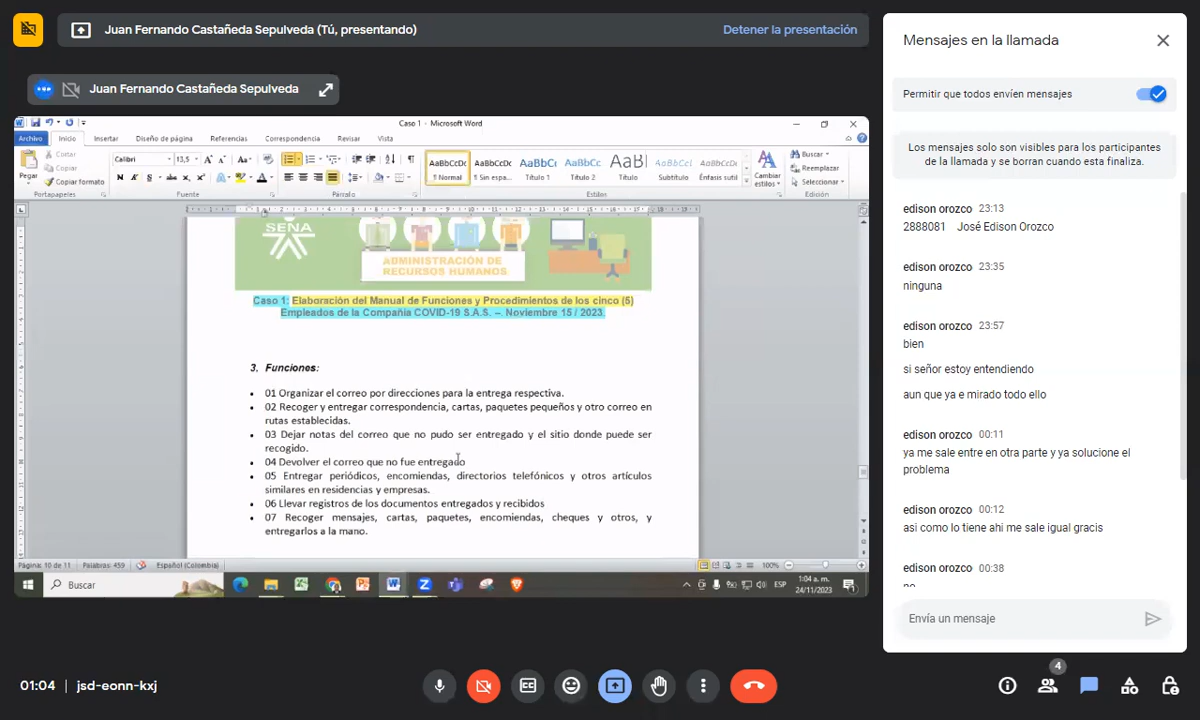 Juan Fernando Castañeda Sepulveda (Tú, presentando)
Detener la presentación
Juan Fernando Castañeda Sepulveda
Caso 1 - Microsoft Word
Archivo Inicio Insertar Diseño de página Referencias Correspondencia Revisar Vista
Cortar
Copiar
Copiar formato
Pegar
Portapapeles
Calibri 13,5
Fuente
Párrafo
AaBbCcDc AaBbCcDc AaBbCc AaBbCc AaBl AaBbCcDc AaBbCcDc
¶ Normal ¶ Sin espa... Título 1 Título 2 Título Subtítulo Énfasis sutil
Estilos
Cambiar estilos
Buscar
Reemplazar
Seleccionar
Edición
SENA
ADMINISTRACIÓN DE
RECURSOS HUMANOS
Caso 1: Elaboración del Manual de Funciones y Procedimientos de los cinco (5)
Empleados de la Compañía COVID-19 S.A.S. – Noviembre 15 / 2023.
3. Funciones:
• 01 Organizar el correo por direcciones para la entrega respectiva.
• 02 Recoger y entregar correspondencia, cartas, paquetes pequeños y otro correo en
rutas establecidas.
• 03 Dejar notas del correo que no pudo ser entregado y el sitio donde puede ser
recogido.
• 04 Devolver el correo que no fue entregado
• 05 Entregar periódicos, encomiendas, directorios telefónicos y otros artículos
similares en residencias y empresas.
• 06 Llevar registros de los documentos entregados y recibidos
• 07 Recoger mensajes, cartas, paquetes, encomiendas, cheques y otros, y
entregarlos a la mano.
Página: 10 de 11 Palabras: 459 Español (Colombia) 100%
Buscar
ESP
1:04 a. m.
24/11/2023
01:04 | jsd-eonn-kxj
4
Mensajes en la llamada
Permitir que todos envíen mensajes
Los mensajes solo son visibles para los participantes
de la llamada y se borran cuando esta finaliza.
edison orozco 23:13
2888081 José Edison Orozco
edison orozco 23:35
ninguna
edison orozco 23:57
bien
si señor estoy entendiendo
aun que ya e mirado todo ello
edison orozco 00:11
ya me sale entre en otra parte y ya solucione el
problema
edison orozco 00:12
asi como lo tiene ahi me sale igual gracis
edison orozco 00:38
no
Envía un mensaje